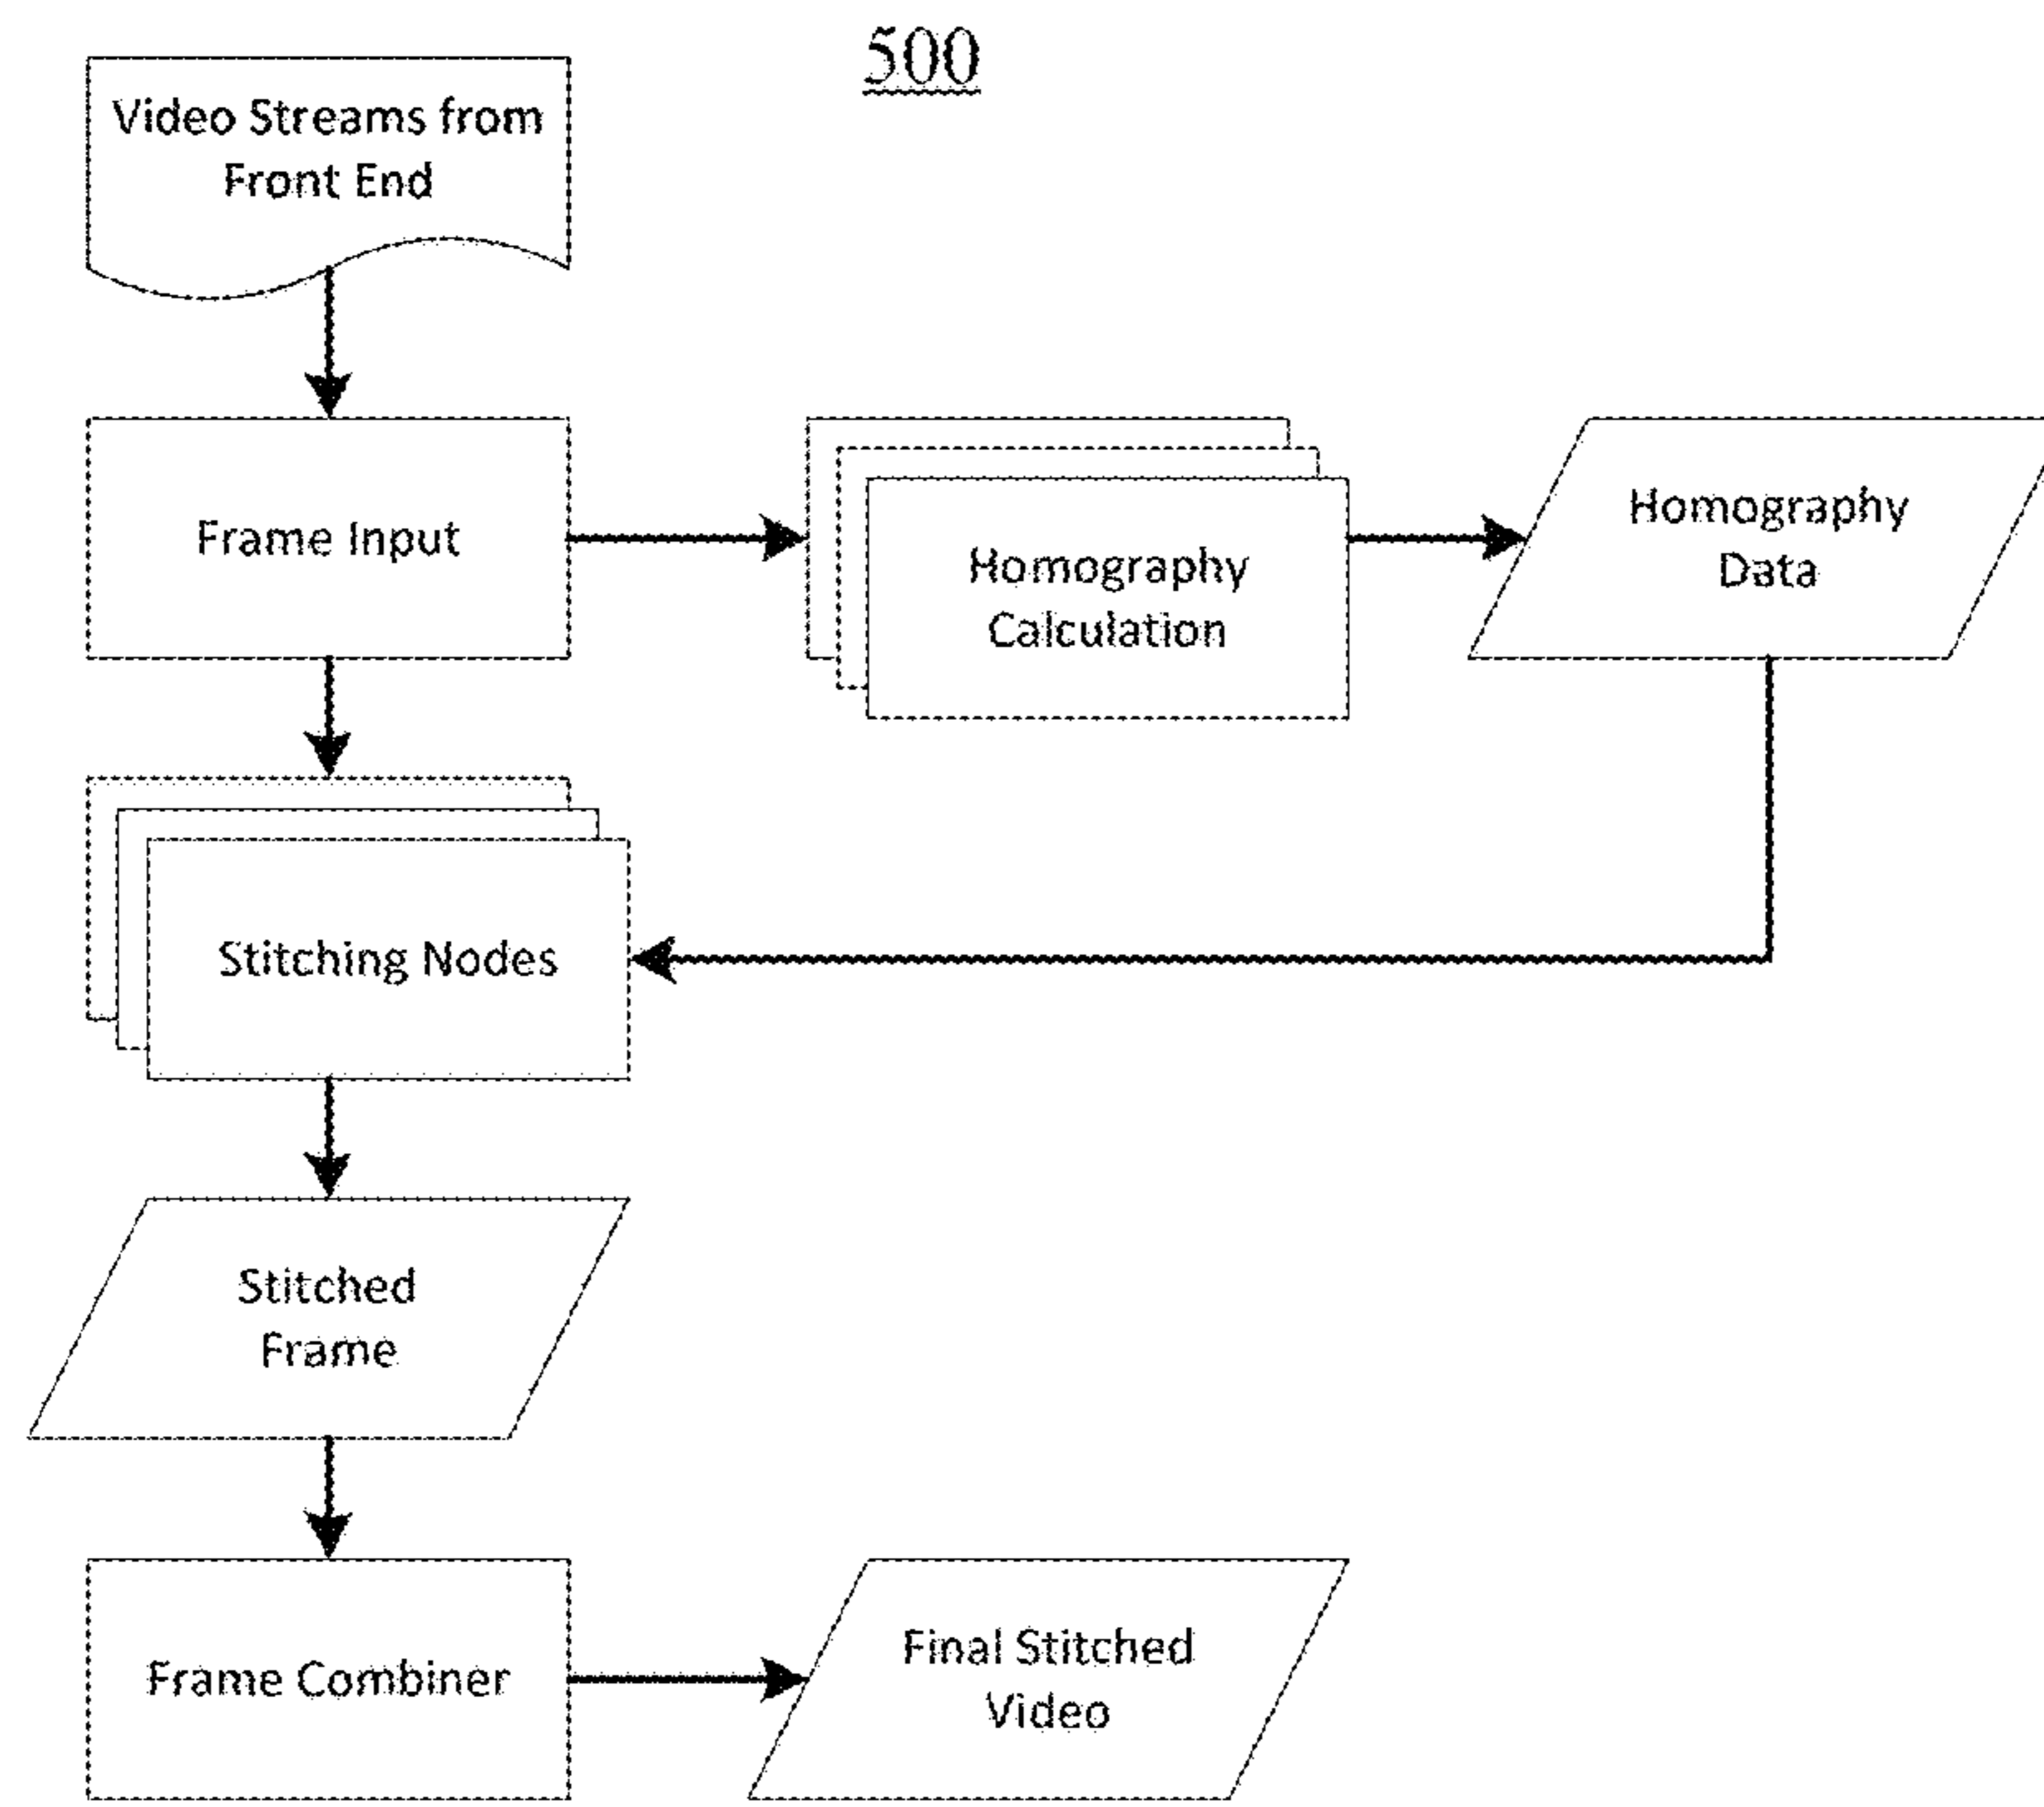 500
Video Streams from
Front End
Frame Input
Homography
Calculation
Homography
Data
Stitching Nodes
Stitched
Frame
Frame Combiner
Final Stitched
Video